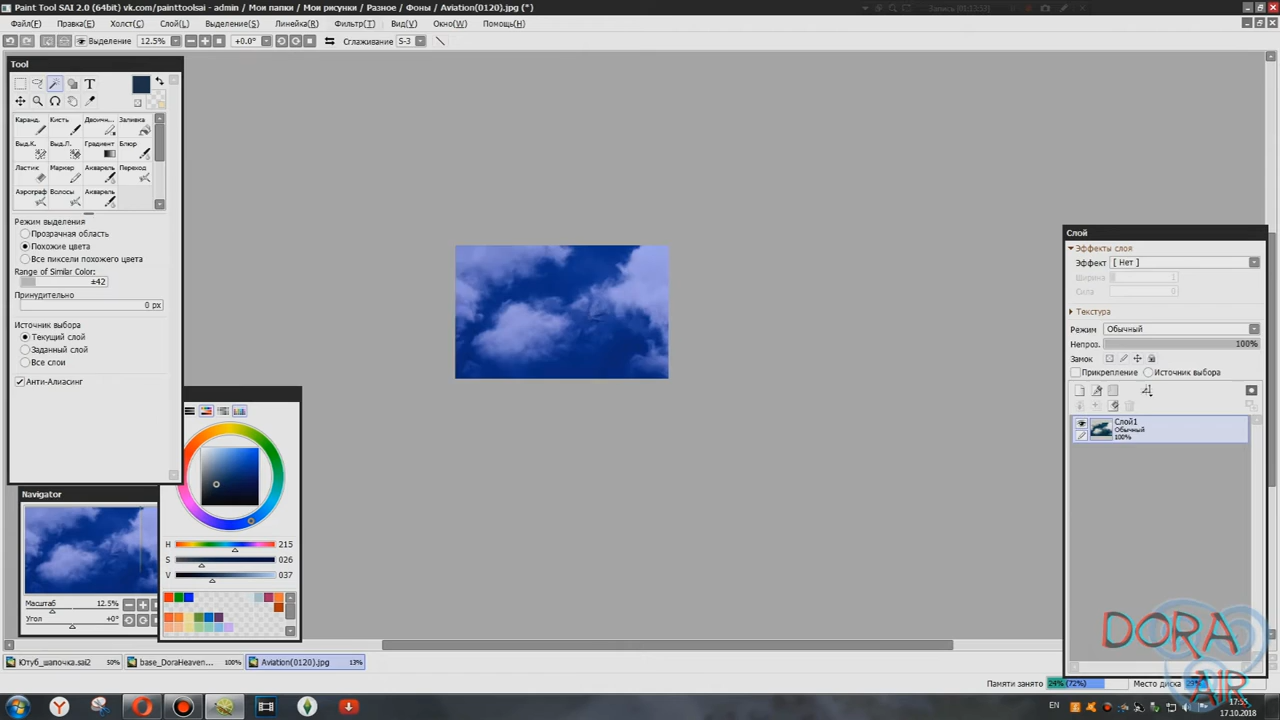 Paint Tool SAI 2.0 (64bit) vk.com/painttoolsai - admin / Мои папки / Мои рисунки / Разное / Фоны / Aviation(0120).jpg (*)
Запись
Файл(F) Правка(E) Холст(C) Слой(L) Выделение(S) Линейка(R) Фильтр(T) Вид(V) Окно(W) Помощь(H)
Выделение 12.5% +0.0° Сглаживание S-3
Tool
T
Каранд. Кисть Двоичн... Заливка
Выд.К. Выд.Л. Градиент Блюр
Ластик Маркер Акварель Переход
Аэрограф Волосы Акварель
Режим выделения
Прозрачная область
Похожие цвета
Все пиксели похожего цвета
Range of Similar Color:
±42
Принудительно
0 px
Источник выбора
Текущий слой
Заданный слой
Все слои
Анти-Алиасинг
Navigator
Масштаб 12.5%
Угол +0°
H 215
S 026
V 037
Слой
Эффекты слоя
Эффект [ Нет ]
Ширина 1
Сила 0
Текстура
Режим Обычный
Непроз. 100%
Замок
Прикрепление Источник выбора
Слой1
Обычный
100%
DORA
AIR
Ютуб_шапочка.sai2 50% base_DoraHeaven... 100% Aviation(0120).jpg 13%
Памяти занято 24% (72%) Место диска 29%
EN 17:55
17.10.2018